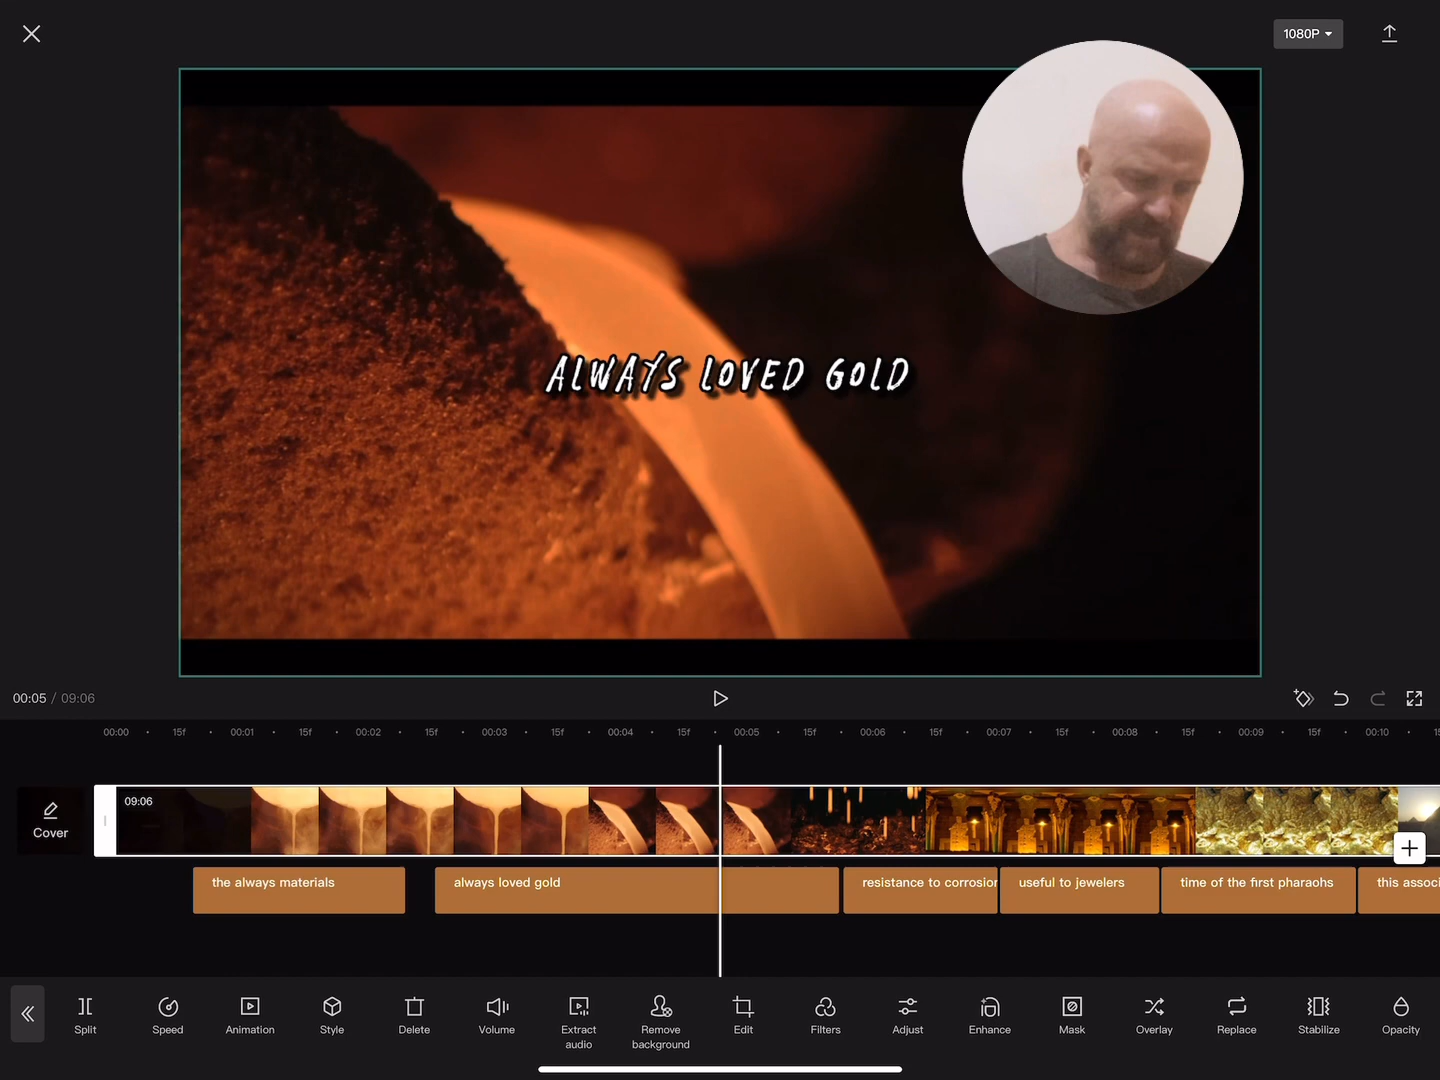 1080P
ALWAYS LOVED GOLD
00:05 / 09:06
00:00 15f 00:01 15f 00:02 15f 00:03 15f 00:04 15f 00:05 15f 00:06 15f 00:07 15f 00:08 15f 00:09 15f 00:10
09:06
Cover
the always materials always loved gold resistance to corrosion useful to jewelers time of the first pharaohs this associ
Split Speed Animation Style Delete Volume Extract audio Remove background Edit Filters Adjust Enhance Mask Overlay Replace Stabilize Opacity